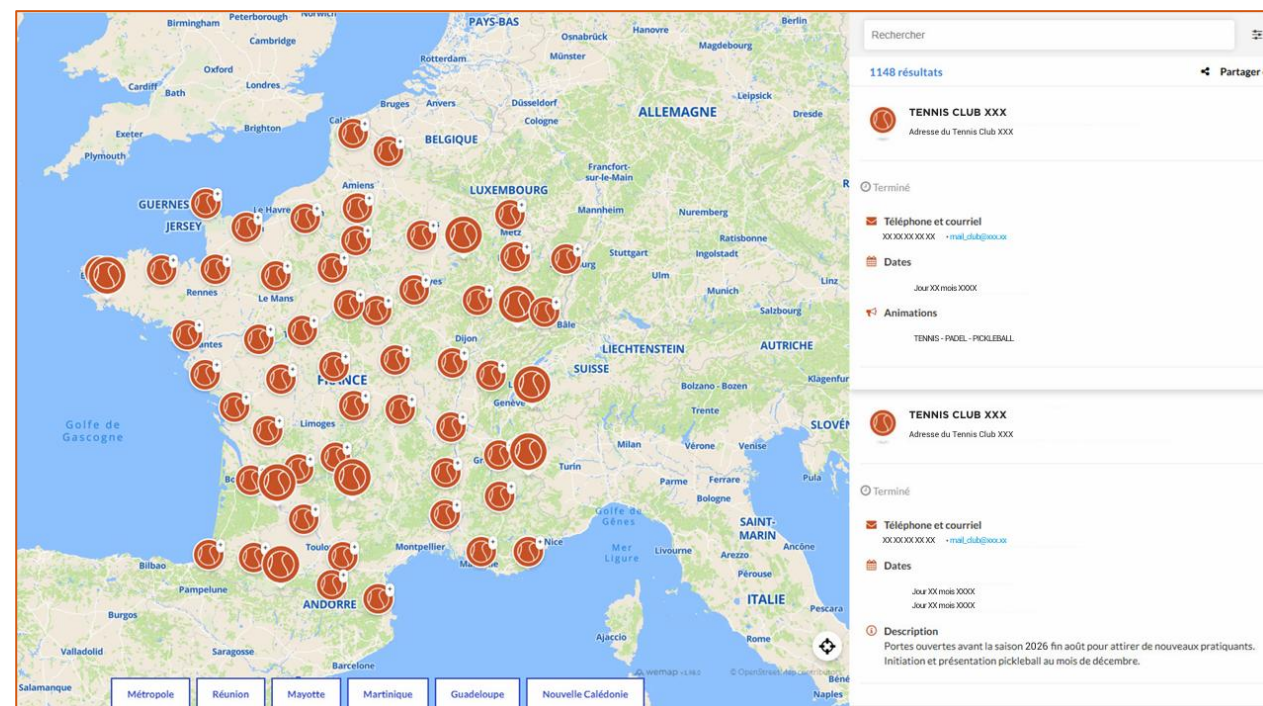 Birmingham
Peterborough
Norwich
Cambridge
Oxford
Cardiff
Bath
Londres
Exeter
Brighton
Plymouth
PAYS-BAS
Osnabrück
Hanovre
Berlin
Magdebourg
Rotterdam
Münster
Bruges
Anvers
Düsseldorf
Cologne
ALLEMAGNE
Leipsick
Dresde
BELGIQUE
Francfort-
sur-le-Main
Amiens
LUXEMBOURG
GUERNES
Le Havre
JERSEY
Metz
Mannheim
Nuremberg
Ratisbonne
Stuttgart
Ingolstadt
Ulm
Linz
Rennes
Le Mans
Munich
Salzbourg
Bâle
Dijon
LIECHTENSTEIN
AUTRICHE
SUISSE
Bolzano - Bozen
Klagenfur
Genève
Trente
Golfe de
Gascogne
Limoges
SLOVÉN
Milan
Vérone
Venise
Turin
Parme
Ferrare
Pula
Bologne
Golfe de
Gênes
SAINT-
MARIN
Montpellier
Nice
Mer
Ligure
Livourne
Arezzo
Ancône
Bilbao
Pérouse
Pampelune
ANDORRE
ITALIE
Pescara
Burgos
Ajaccio
Rome
Valladolid
Saragosse
Barcelone
wemap
© OpenStreetMap contributors
Salamanque
Naples
Métropole
Réunion
Mayotte
Martinique
Guadeloupe
Nouvelle Calédonie
Rechercher
1148 résultats
Partager
TENNIS CLUB XXX
Adresse du Tennis Club XXX
Terminé
Téléphone et courriel
XX XX XX XX XX • mail_club@xxx.xx
Dates
Jour XX mois XXXX
Animations
TENNIS - PADEL - PICKLEBALL
TENNIS CLUB XXX
Adresse du Tennis Club XXX
Terminé
Téléphone et courriel
XX XX XX XX XX • mail_club@xxx.xx
Dates
Jour XX mois XXXX
Jour XX mois XXXX
Description
Portes ouvertes avant la saison 2026 fin août pour attirer de nouveaux pratiquants.
Initiation et présentation pickleball au mois de décembre.